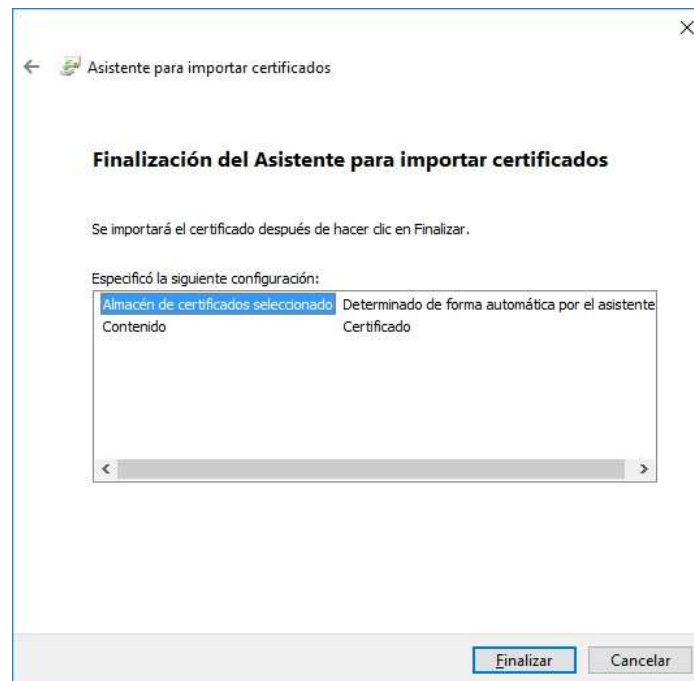 Asistente para importar certificados
Finalización del Asistente para importar certificados
Se importará el certificado después de hacer clic en Finalizar.
Especificó la siguiente configuración:
Almacén de certificados seleccionado Determinado de forma automática por el asistente
Contenido Certificado
Finalizar Cancelar